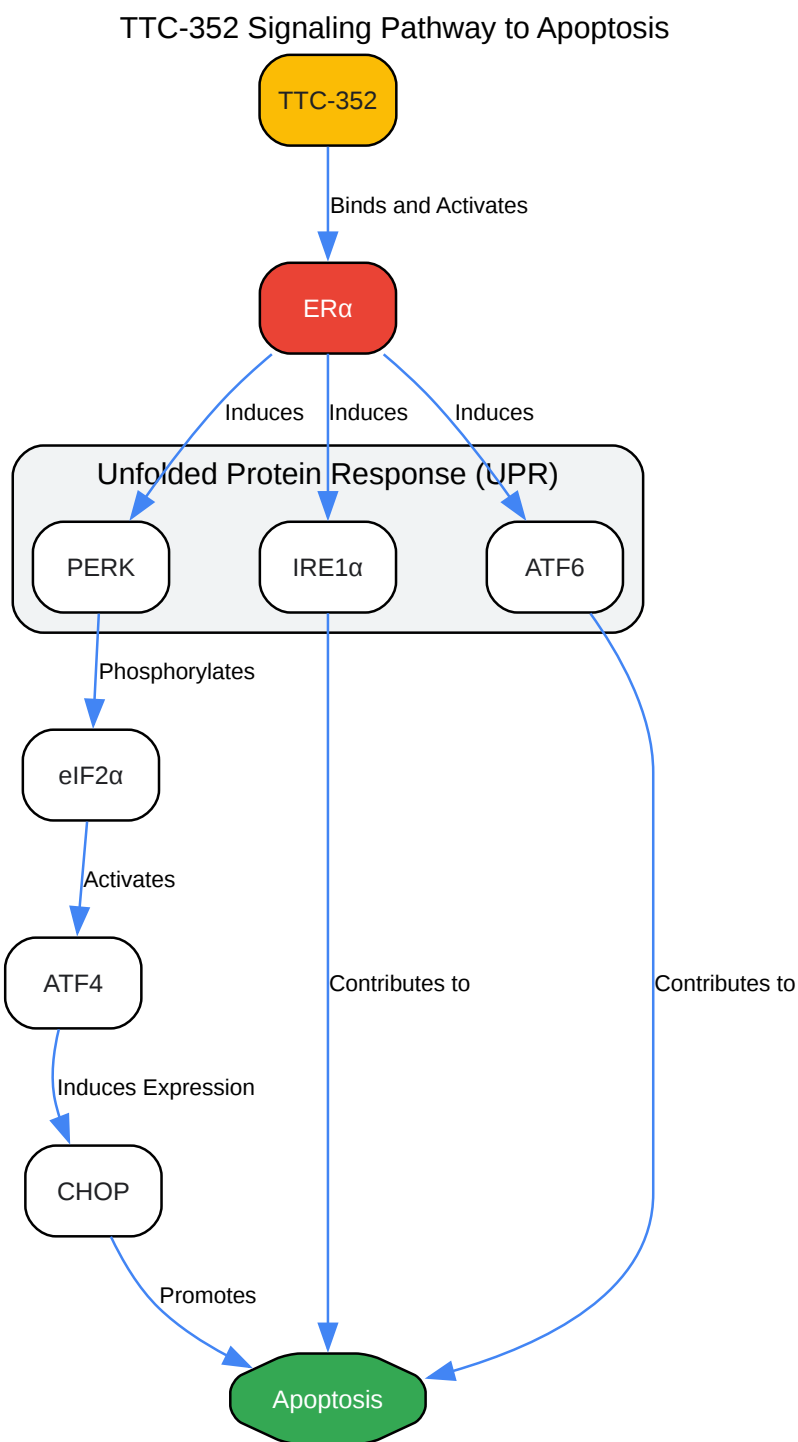 TTC-352 Signaling Pathway to Apoptosis
TTC-352
Binds and Activates
ERα
Induces
Induces
Induces
Unfolded Protein Response (UPR)
PERK
IRE1α
ATF6
Phosphorylates
eIF2α
Activates
ATF4
Contributes to
Contributes to
Induces Expression
CHOP
Promotes
Apoptosis